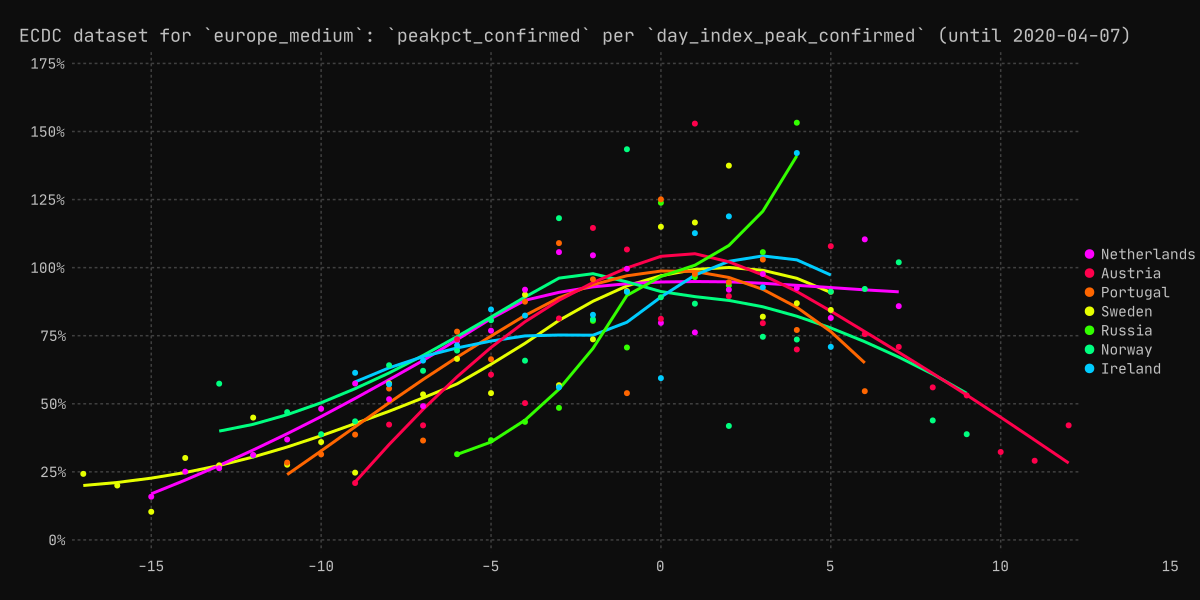 ECDC dataset for `europe_medium`: `peakpct_confirmed` per `day_index_peak_confirmed` (until 2020-04-07)
175%
150%
125%
100%
75%
50%
25%
0%
-15
-10
-5
0
5
10
15
Netherlands
Austria
Portugal
Sweden
Russia
Norway
Ireland